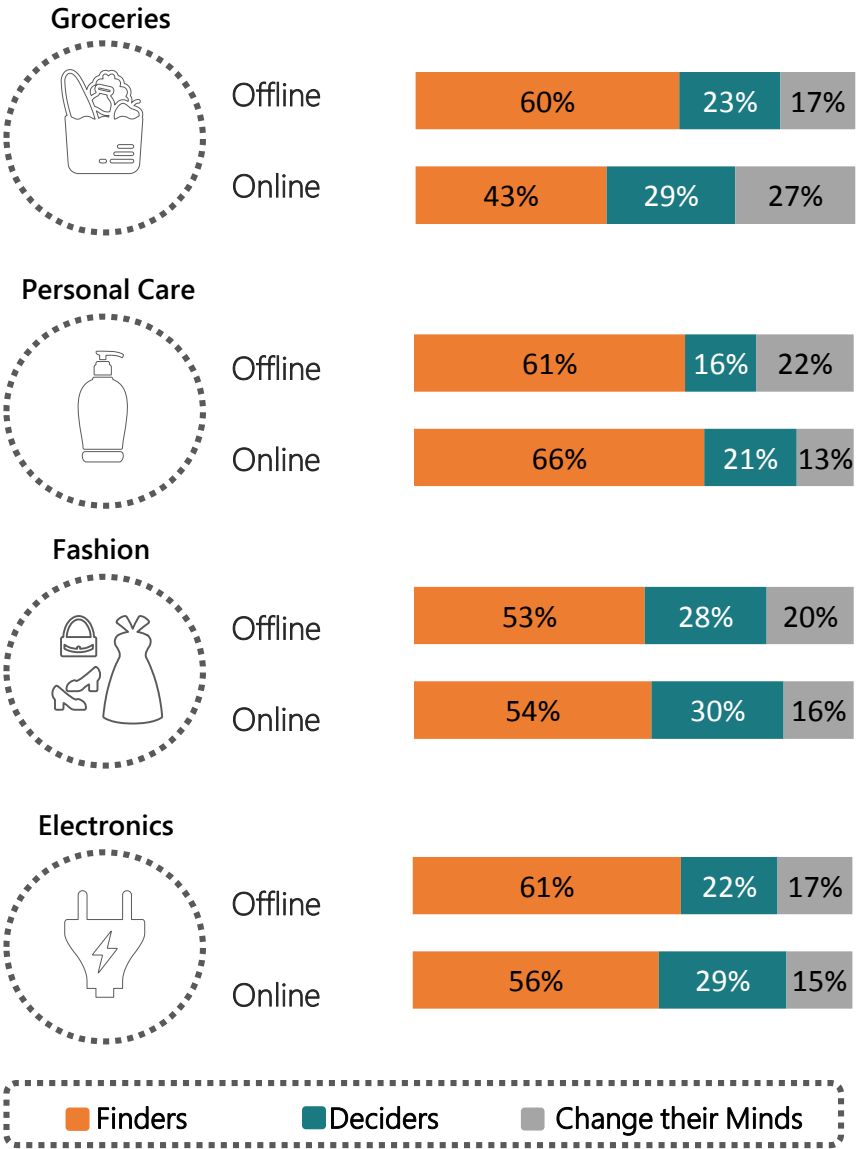 Groceries
Offline 60% 23% 17%
Online 43% 29% 27%
Personal Care
Offline 61% 16% 22%
Online 66% 21% 13%
Fashion
Offline 53% 28% 20%
Online 54% 30% 16%
Electronics
Offline 61% 22% 17%
Online 56% 29% 15%
Finders Deciders Change their Minds